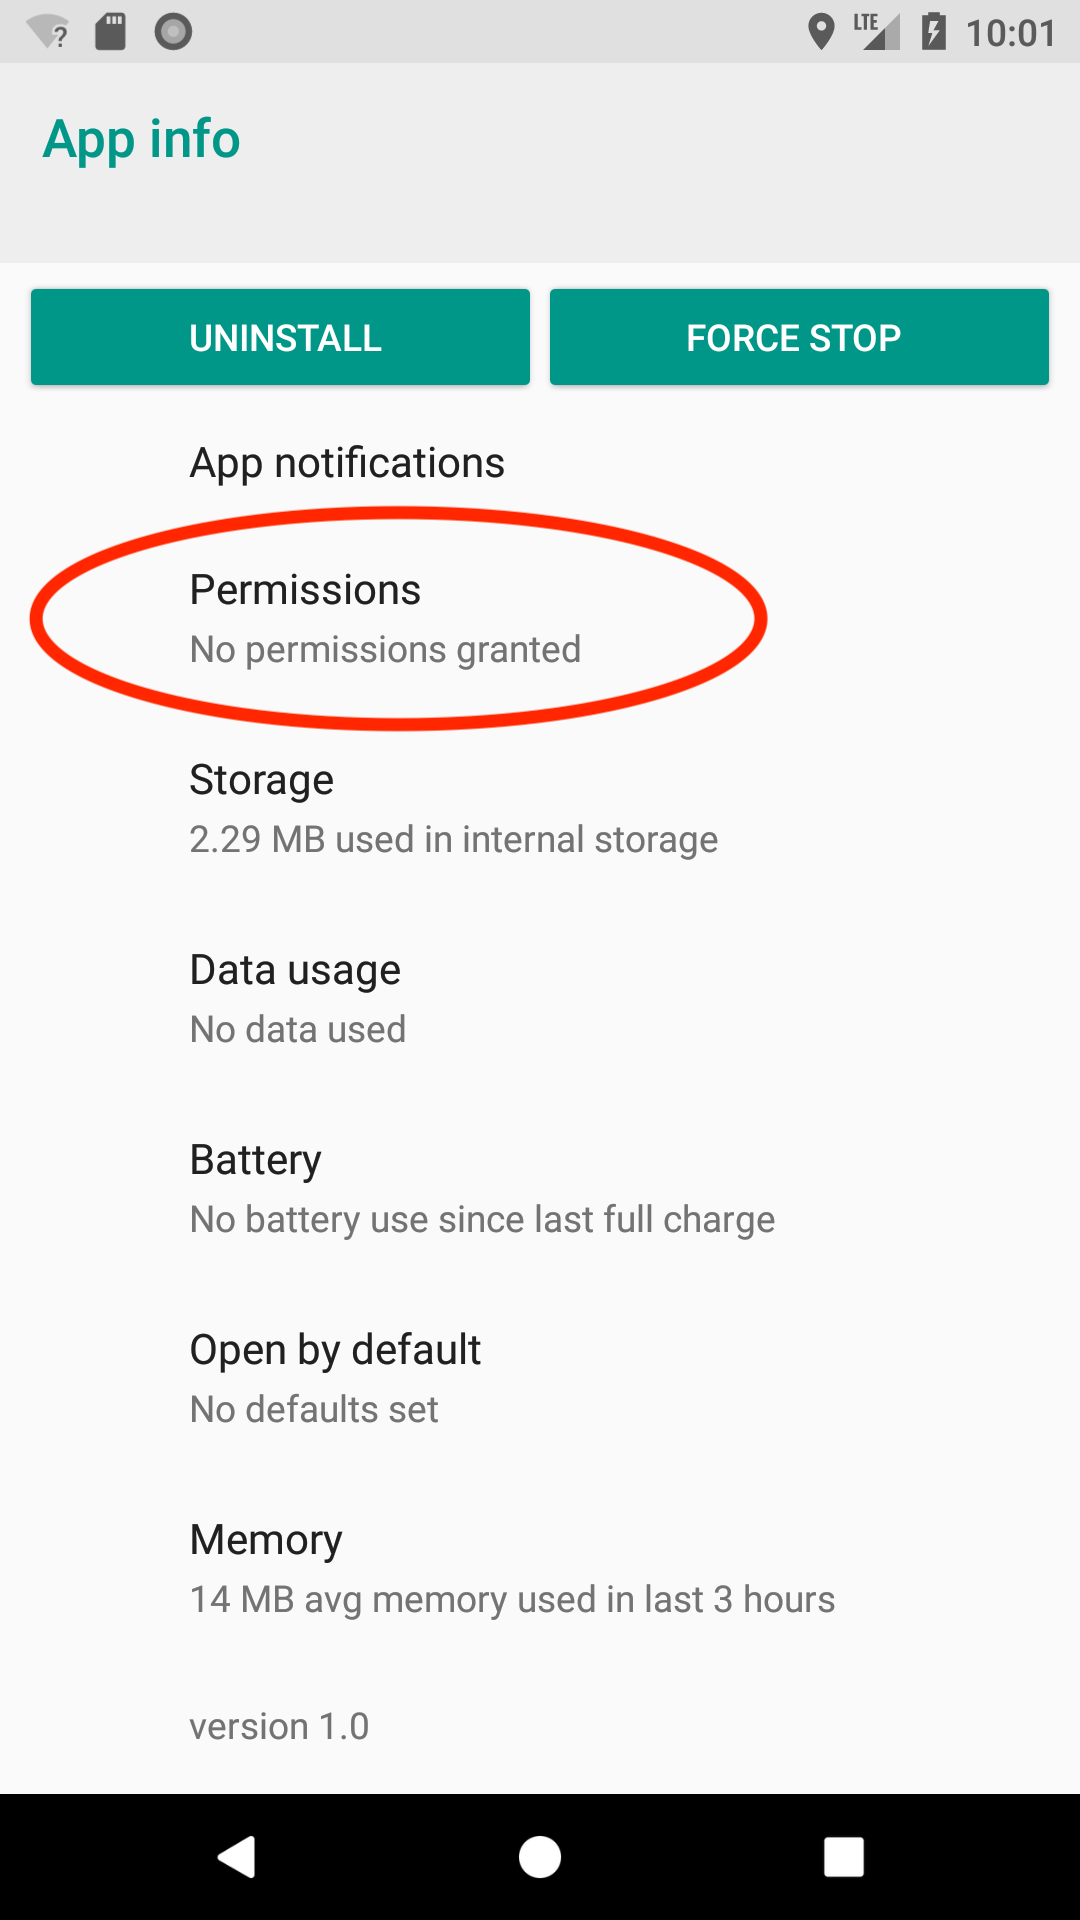 ? LTE 10:01
App info
UNINSTALL FORCE STOP
App notifications
Permissions
No permissions granted
Storage
2.29 MB used in internal storage
Data usage
No data used
Battery
No battery use since last full charge
Open by default
No defaults set
Memory
14 MB avg memory used in last 3 hours
version 1.0